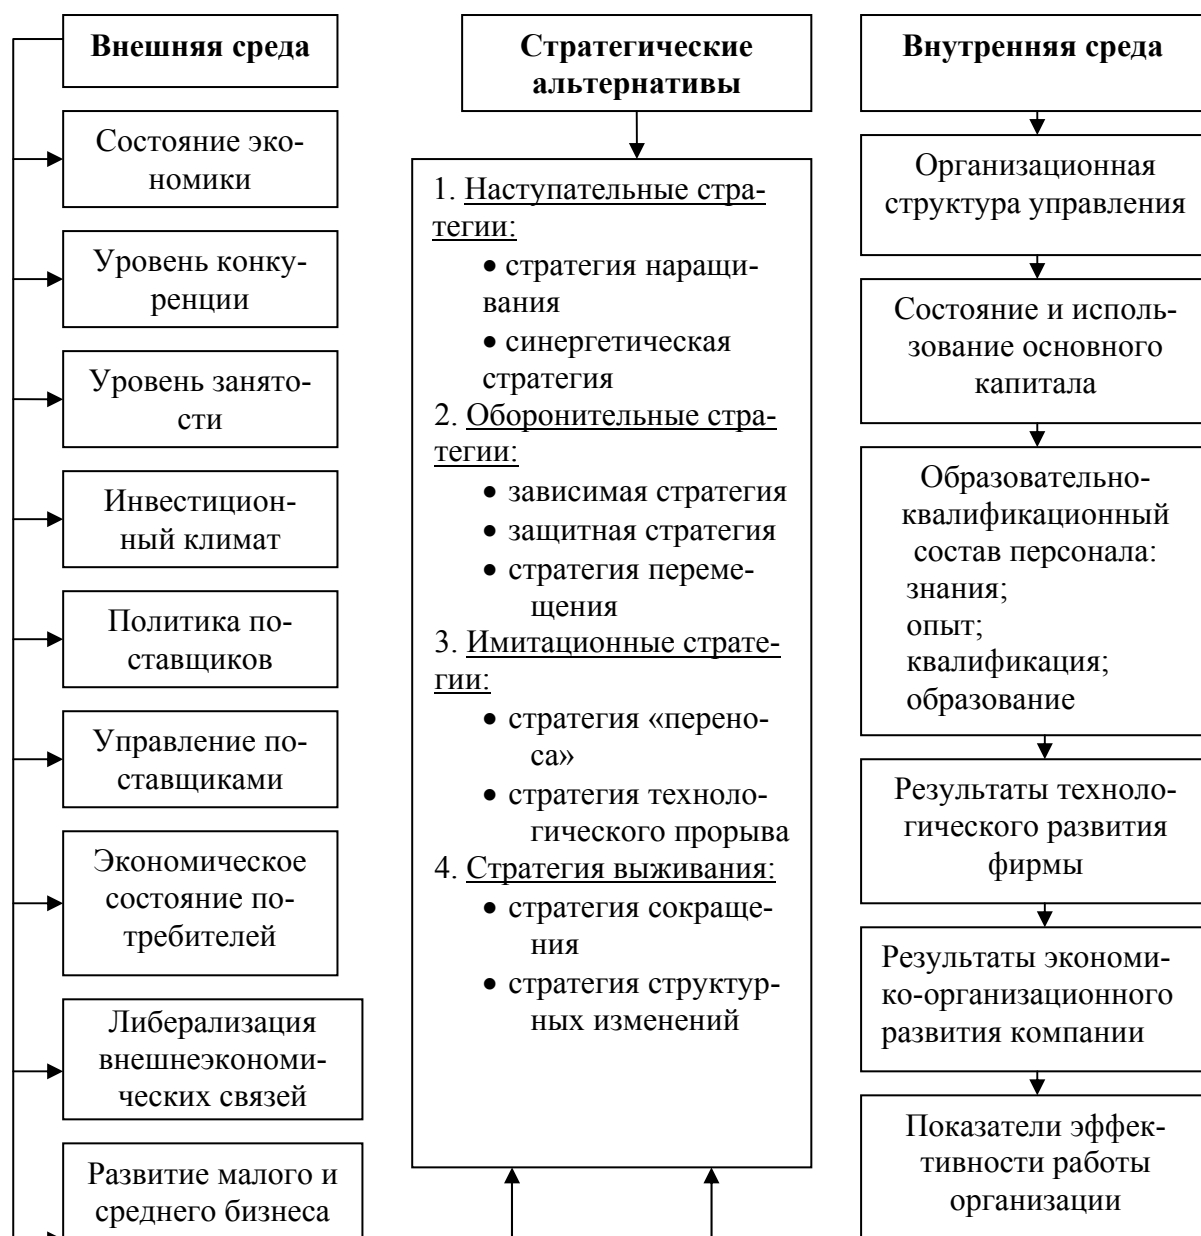 Внешняя среда
Состояние эко-
номики
Уровень конку-
ренции
Уровень занято-
сти
Инвестицион-
ный климат
Политика по-
ставщиков
Управление по-
ставщиками
Экономическое
состояние по-
требителей
Либерализация
внешнеэкономи-
ческих связей
Развитие малого и
среднего бизнеса
Стратегические
альтернативы
1. Наступательные стра-
тегии:
• стратегия наращи-
вания
• синергетическая
стратегия
2. Оборонительные стра-
тегии:
• зависимая стратегия
• защитная стратегия
• стратегия переме-
щения
3. Имитационные страте-
гии:
• стратегия «перено-
са»
• стратегия техноло-
гического прорыва
4. Стратегия выживания:
• стратегия сокраще-
ния
• стратегия структур-
ных изменений
Внутренняя среда
Организационная
структура управления
Состояние и исполь-
зование основного
капитала
Образовательно-
квалификационный
состав персонала:
знания;
опыт;
квалификация;
образование
Результаты техноло-
гического развития
фирмы
Результаты экономи-
ко-организационного
развития компании
Показатели эффек-
тивности работы
организации